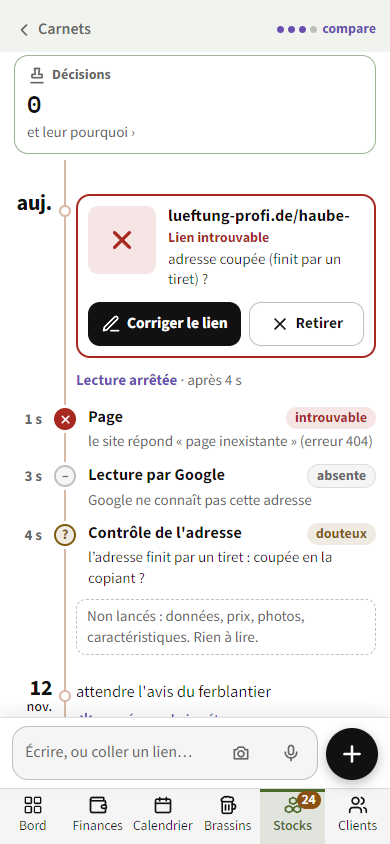 Carnets
compare
Décisions
0
et leur pourquoi ›
auj.
lueftung-profi.de/haube-
Lien introuvable
adresse coupée (finit par un
tiret) ?
Corriger le lien
Retirer
Lecture arrêtée · après 4 s
1 s
Page
introuvable
le site répond « page inexistante » (erreur 404)
3 s
Lecture par Google
absente
Google ne connaît pas cette adresse
4 s
?
Contrôle de l'adresse
douteux
l'adresse finit par un tiret : coupée en la
copiant ?
Non lancés : données, prix, photos,
caractéristiques. Rien à lire.
12
nov.
attendre l'avis du ferblantier
Écrire, ou coller un lien…
24
Bord
Finances
Calendrier
Brassins
Stocks
Clients